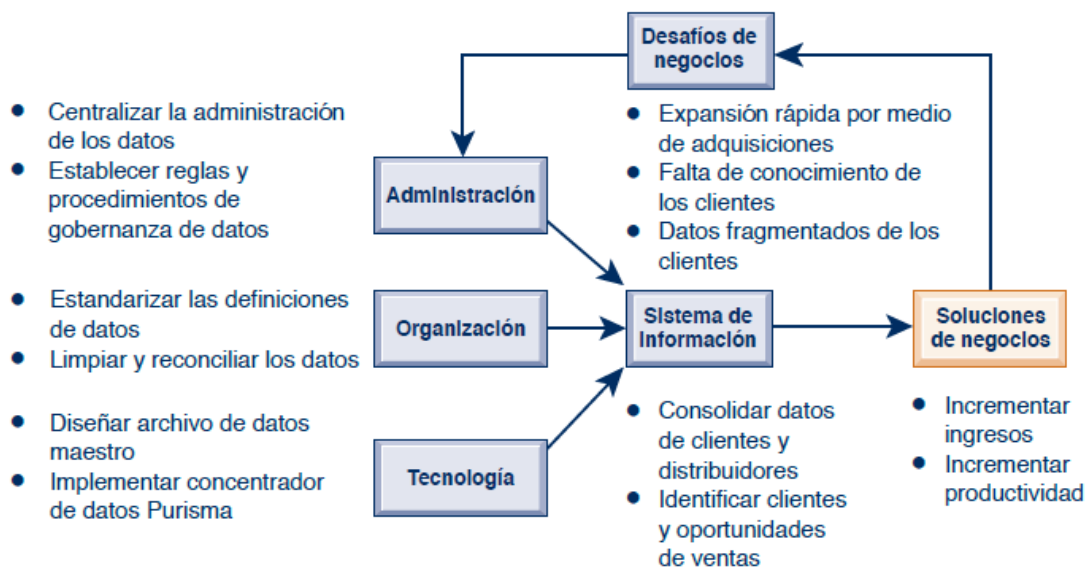 Desafíos de
negocios
● Centralizar la administración
de los datos
● Establecer reglas y
procedimientos de
gobernanza de datos
Administración
● Expansión rápida por medio
de adquisiciones
● Falta de conocimiento de
los clientes
● Datos fragmentados de los
clientes
● Estandarizar las definiciones
de datos
● Limpiar y reconciliar los datos
Organización
Sistema de
información
Soluciones
de negocios
● Diseñar archivo de datos
maestro
● Implementar concentrador
de datos Purisma
Tecnología
● Consolidar datos
de clientes y
distribuidores
● Identificar clientes
y oportunidades
de ventas
● Incrementar
ingresos
● Incrementar
productividad